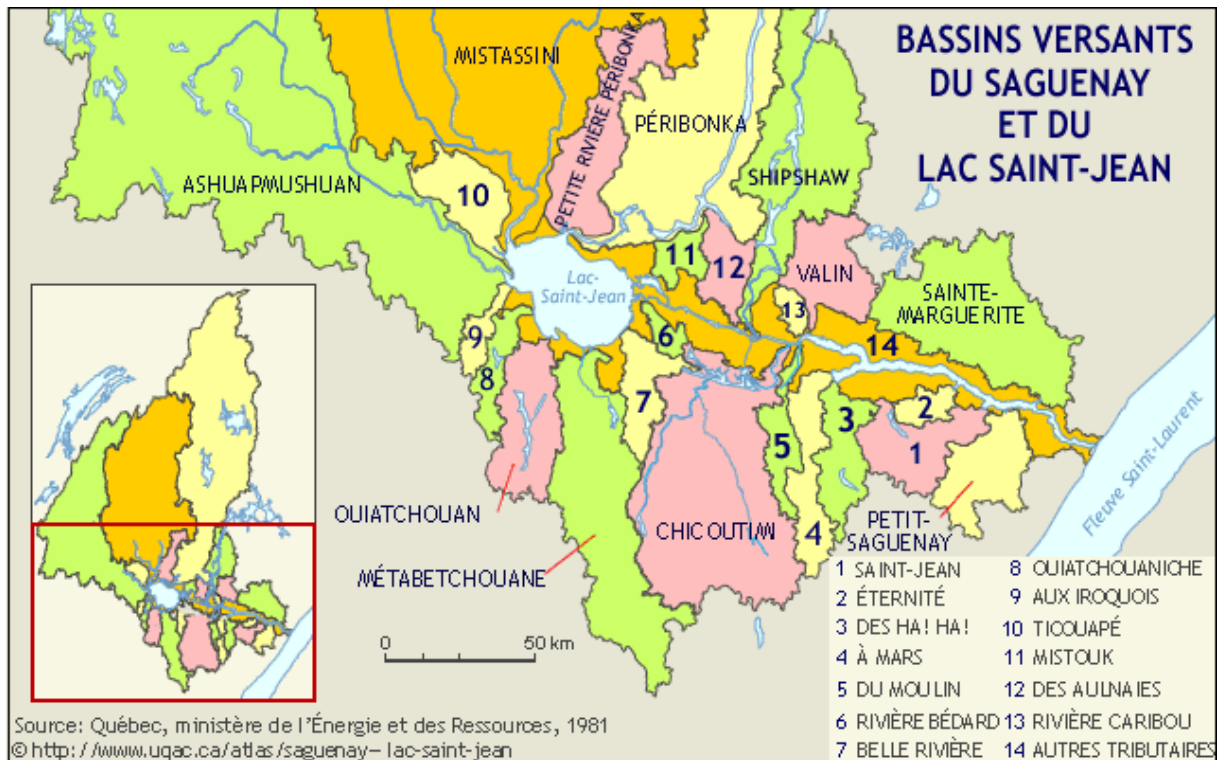 BASSINS VERSANTS
DU SAGUENAY
ET DU
LAC SAINT-JEAN
MISTASSINI
PETITE RIVIÈRE PÉRIBONKA
PÉRIBONKA
ASHUAPMUSHUAN
SHIPSHAW
10
11
12
VALIN
Lac-
Saint-Jean
SAINTE-
MARGUERITE
13
9
6
14
8
7
5
3
2
1
4
OUIATCHOUAN
CHICOUTIMI
PETIT-
SAGUENAY
MÉTABETCHOUANE
Fleuve Saint-Laurent
0 50 km
1 SAINT-JEAN
2 ÉTERNITÉ
3 DES HA! HA!
4 À MARS
5 DU MOULIN
6 RIVIÈRE BÉDARD
7 BELLE RIVIÈRE
8 OUIATCHOUANICHE
9 AUX IROQUOIS
10 TICOUAPÉ
11 MISTOUK
12 DES AULNAIES
13 RIVIÈRE CARIBOU
14 AUTRES TRIBUTAIRES
Source: Québec, ministère de l'Énergie et des Ressources, 1981
© http://www.uqac.ca/atlas/saguenay-lac-saint-jean